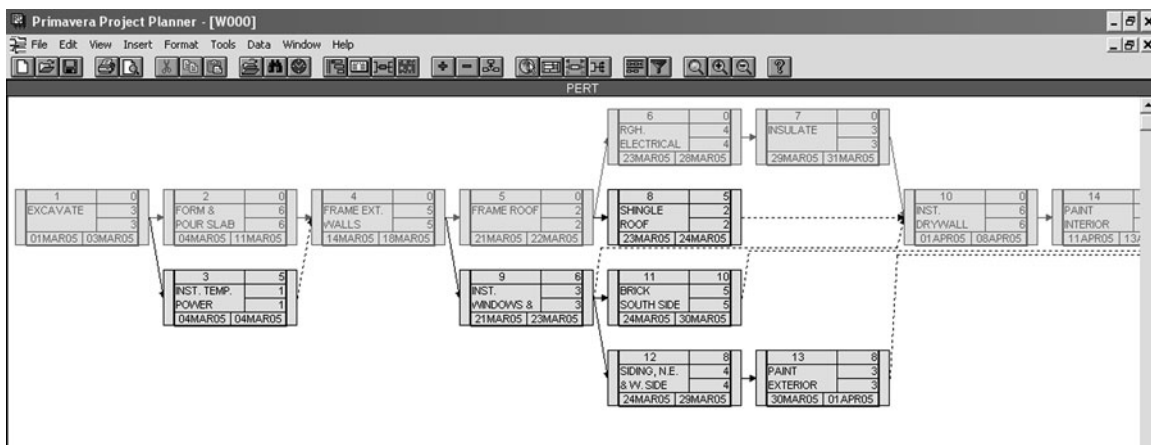 Primavera Project Planner - [W000]
File Edit View Insert Format Tools Data Window Help
PERT
6 0
RGH. 4
ELECTRICAL 4
23MAR05 28MAR05
7 0
INSULATE 3
3
29MAR05 31MAR05
1 0
EXCAVATE 3
3
01MAR05 03MAR05
2 0
FORM & 6
POUR SLAB 6
04MAR05 11MAR05
4 0
FRAME EXT. 5
WALLS 5
14MAR05 18MAR05
5 0
FRAME ROOF 2
2
21MAR05 22MAR05
8 5
SHINGLE 2
ROOF 2
23MAR05 24MAR05
10 0
INST. 6
DRYWALL 6
01APR05 08APR05
14
PAINT
INTERIOR
11APR05 13A
3 5
INST. TEMP. 1
POWER 1
04MAR05 04MAR05
9 6
INST. 3
WINDOWS & 3
21MAR05 23MAR05
11 10
BRICK 5
SOUTH SIDE 5
24MAR05 30MAR05
12 8
SIDING, N.E. 4
& W. SIDE 4
24MAR05 29MAR05
13 8
PAINT 3
EXTERIOR 3
30MAR05 01APR05